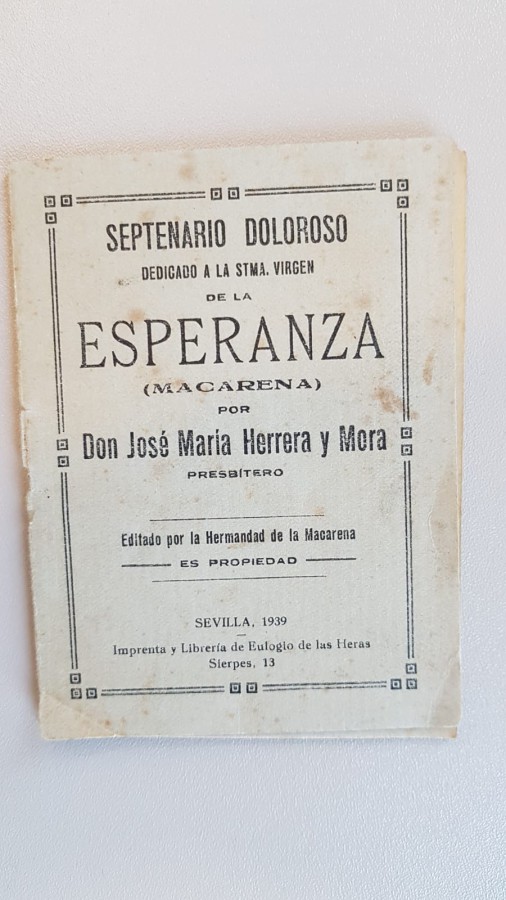 SEPTENARIO DOLOROSO
DEDICADO A LA STMA. VIRGEN
DE LA
ESPERANZA
(MACARENA)
POR
Don José María Herrera y Mora
PRESBÍTERO
Editado por la Hermandad de la Macarena
ES PROPIEDAD
SEVILLA, 1939
Imprenta y Librería de Eulogio de las Heras
Sierpes, 13